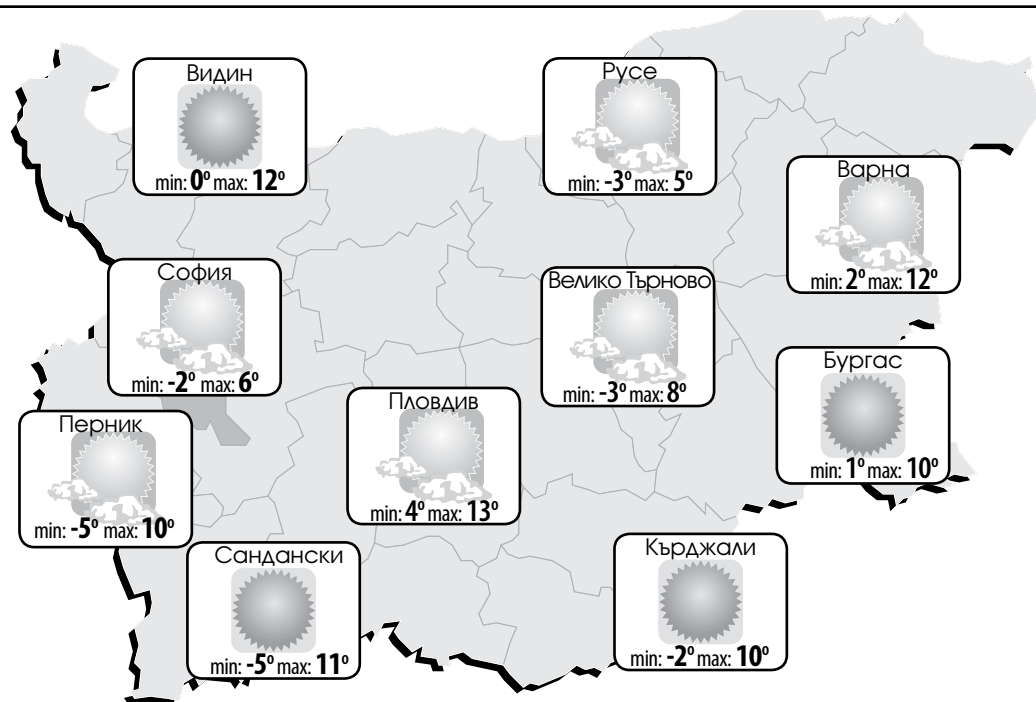 Видин
min: 0° max: 12°
Русе
min: -3° max: 5°
Варна
min: 2° max: 12°
София
min: -2° max: 6°
Велико Търново
min: -3° max: 8°
Бургас
min: 1° max: 10°
Пловдив
min: 4° max: 13°
Перник
min: -5° max: 10°
Сандански
min: -5° max: 11°
Кърджали
min: -2° max: 10°